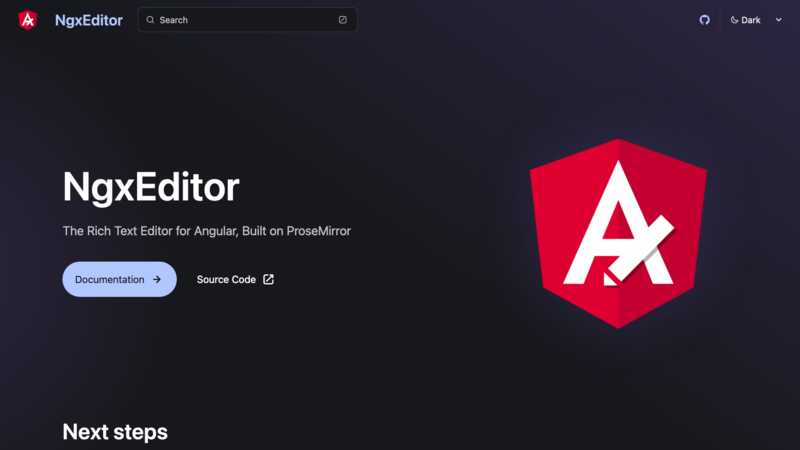 NgxEditor
Search
Dark
NgxEditor
The Rich Text Editor for Angular, Built on ProseMirror
Documentation
Source Code
Next steps